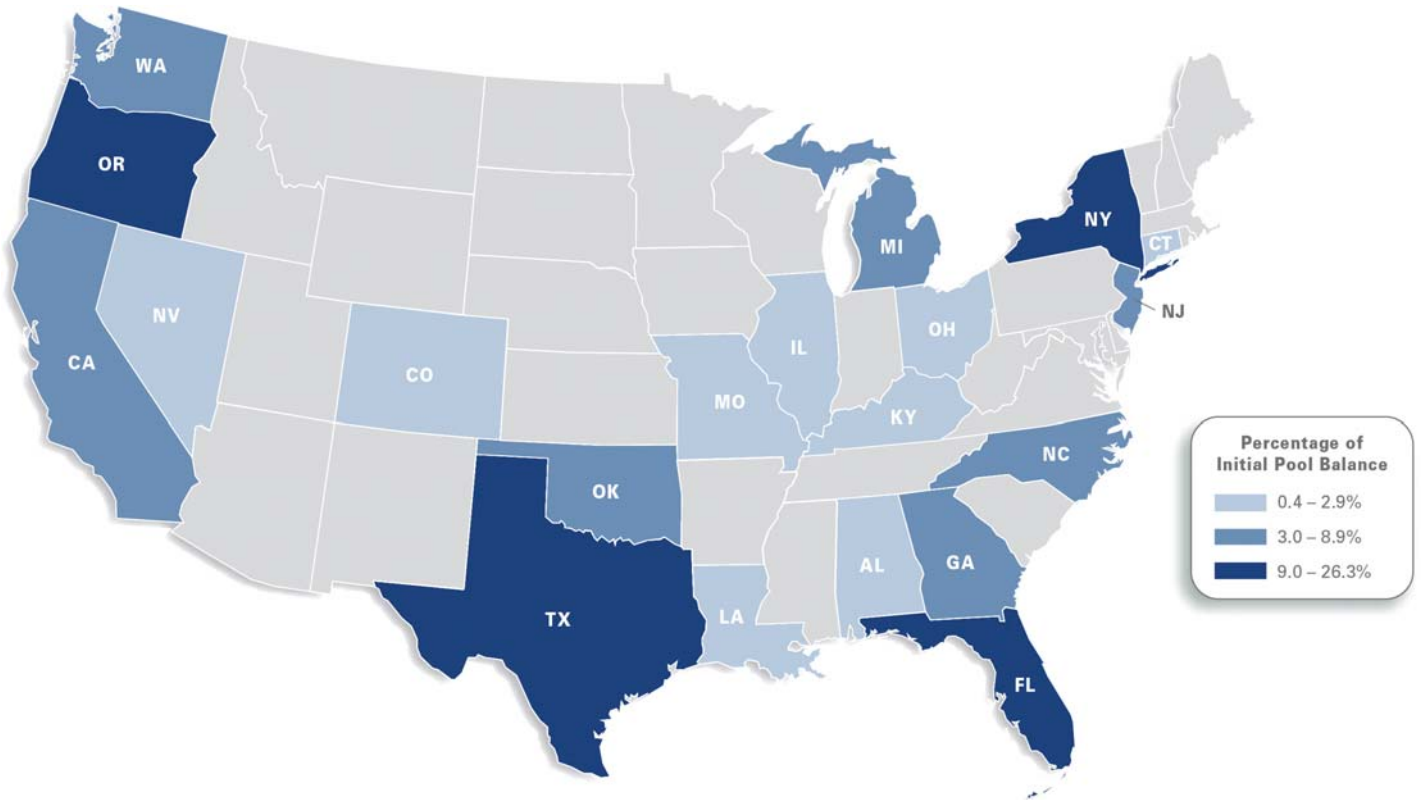 WA
OR
NY
MI
CT
NV
NJ
OH
IL
CA
CO
MO
KY
NC
OK
GA
AL
TX
LA
FL
Percentage of
Initial Pool Balance
0.4 – 2.9%
3.0 – 8.9%
9.0 – 26.3%